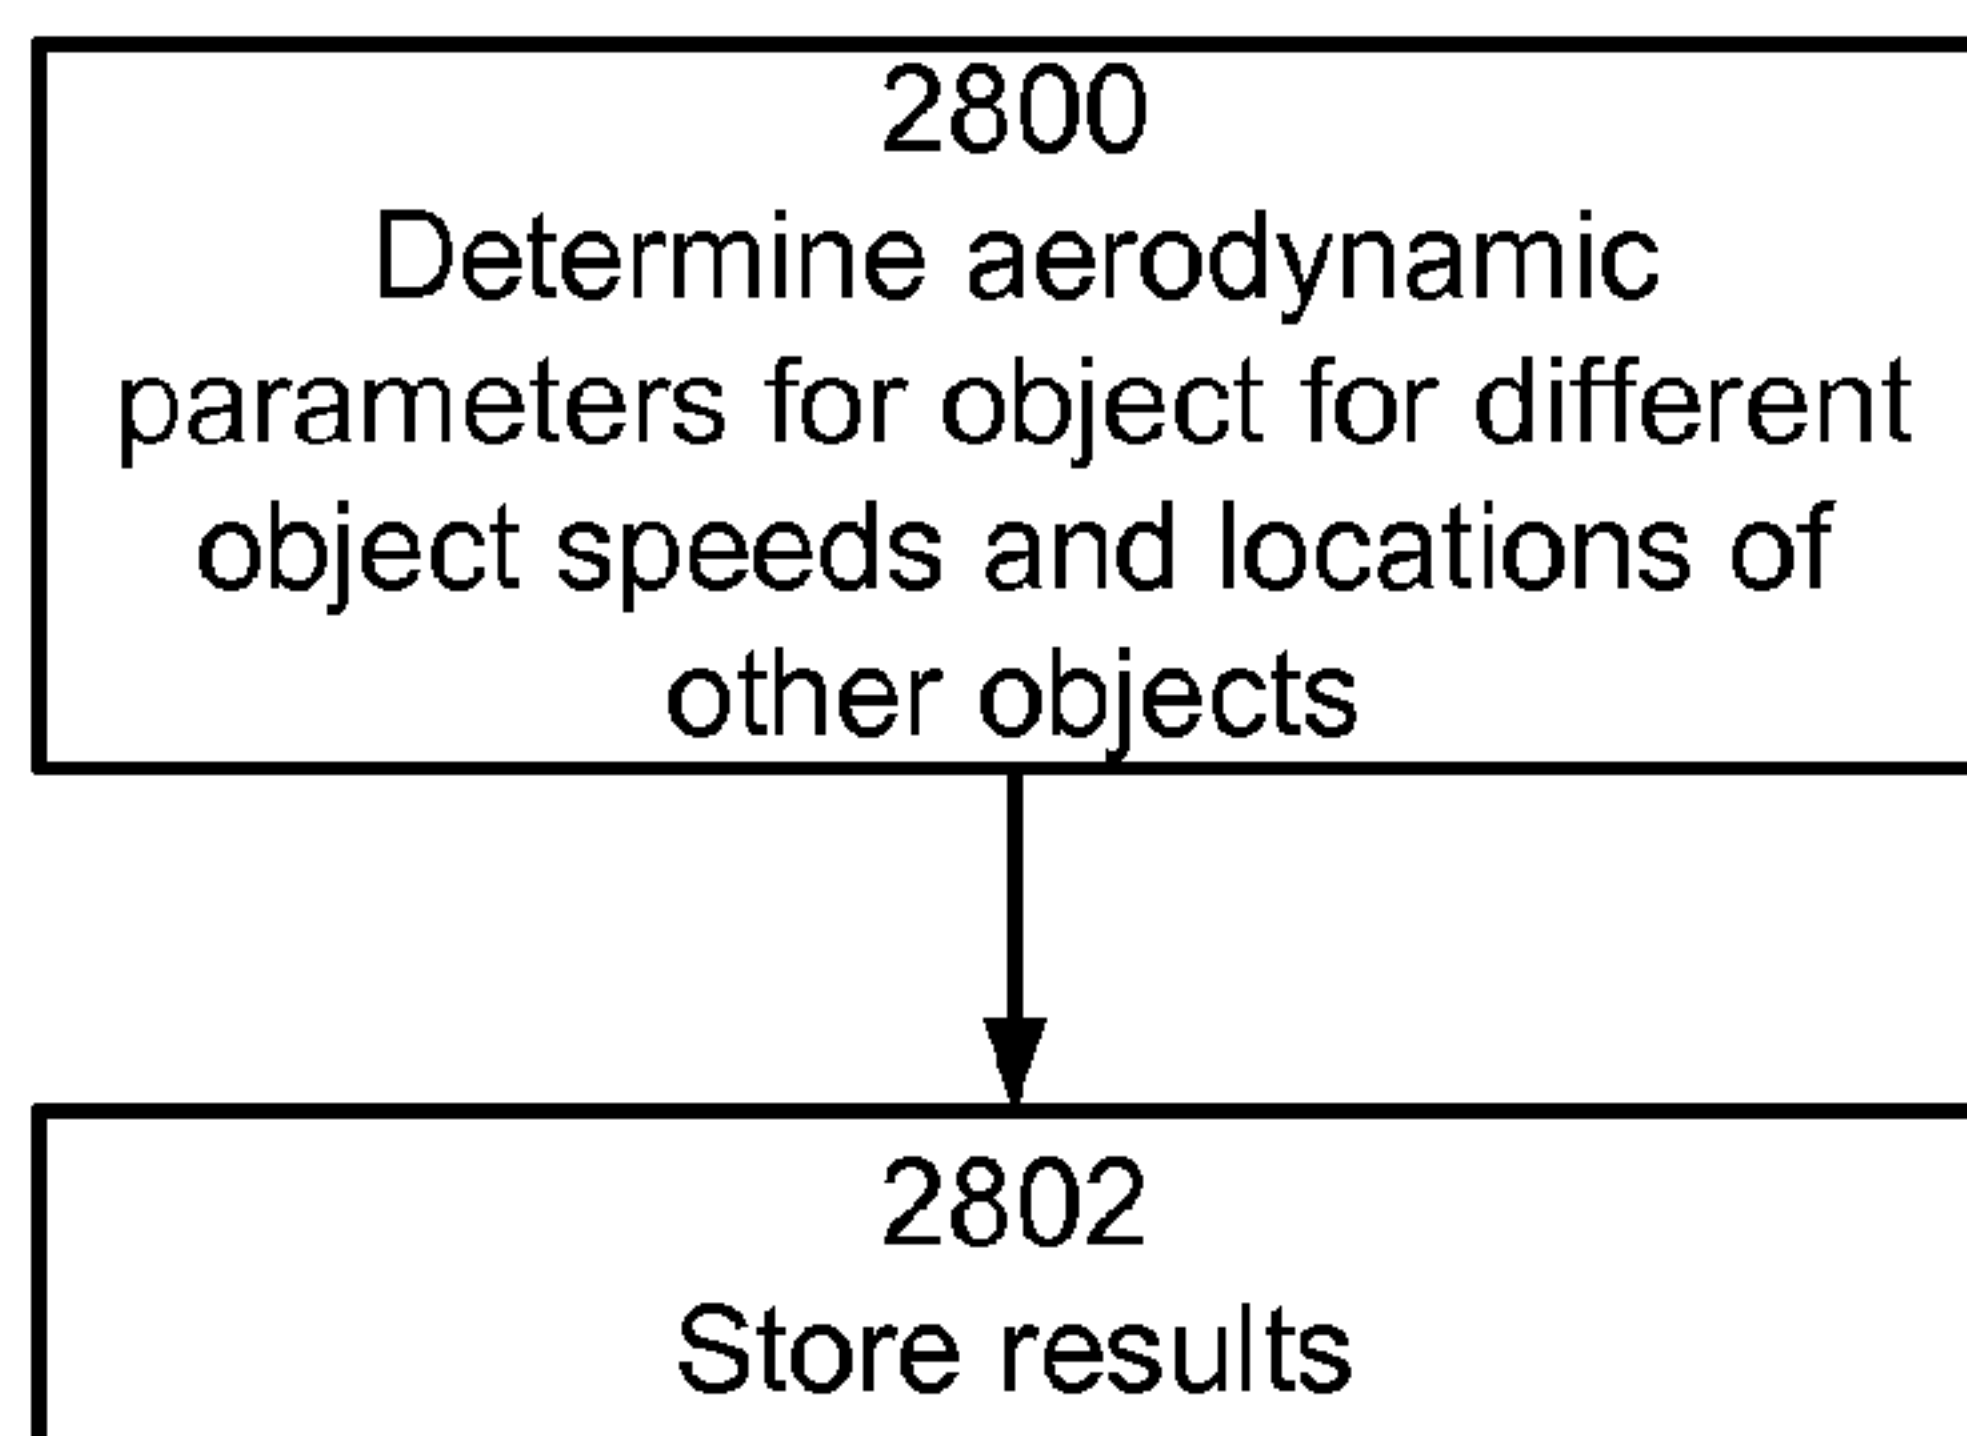 2800
Determine aerodynamic
parameters for object for different
object speeds and locations of
other objects
2802
Store results